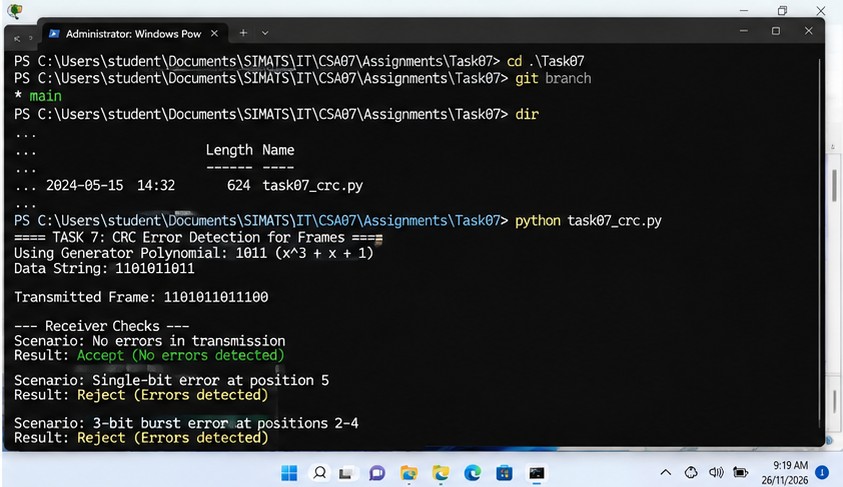 Administrator: Windows Pow
PS C:\Users\student\Documents\SIMATS\IT\CSA07\Assignments\Task07> cd .\Task07
PS C:\Users\student\Documents\SIMATS\IT\CSA07\Assignments\Task07> git branch
* main
PS C:\Users\student\Documents\SIMATS\IT\CSA07\Assignments\Task07> dir
...
... Length Name
... ------ ----
... 2024-05-15 14:32 624 task07_crc.py
...
PS C:\Users\student\Documents\SIMATS\IT\CSA07\Assignments\Task07> python task07_crc.py
==== TASK 7: CRC Error Detection for Frames ====
Using Generator Polynomial: 1011 (x^3 + x + 1)
Data String: 1101011011
Transmitted Frame: 1101011011100
--- Receiver Checks ---
Scenario: No errors in transmission
Result: Accept (No errors detected)
Scenario: Single-bit error at position 5
Result: Reject (Errors detected)
Scenario: 3-bit burst error at positions 2-4
Result: Reject (Errors detected)
9:19 AM
26/11/2026